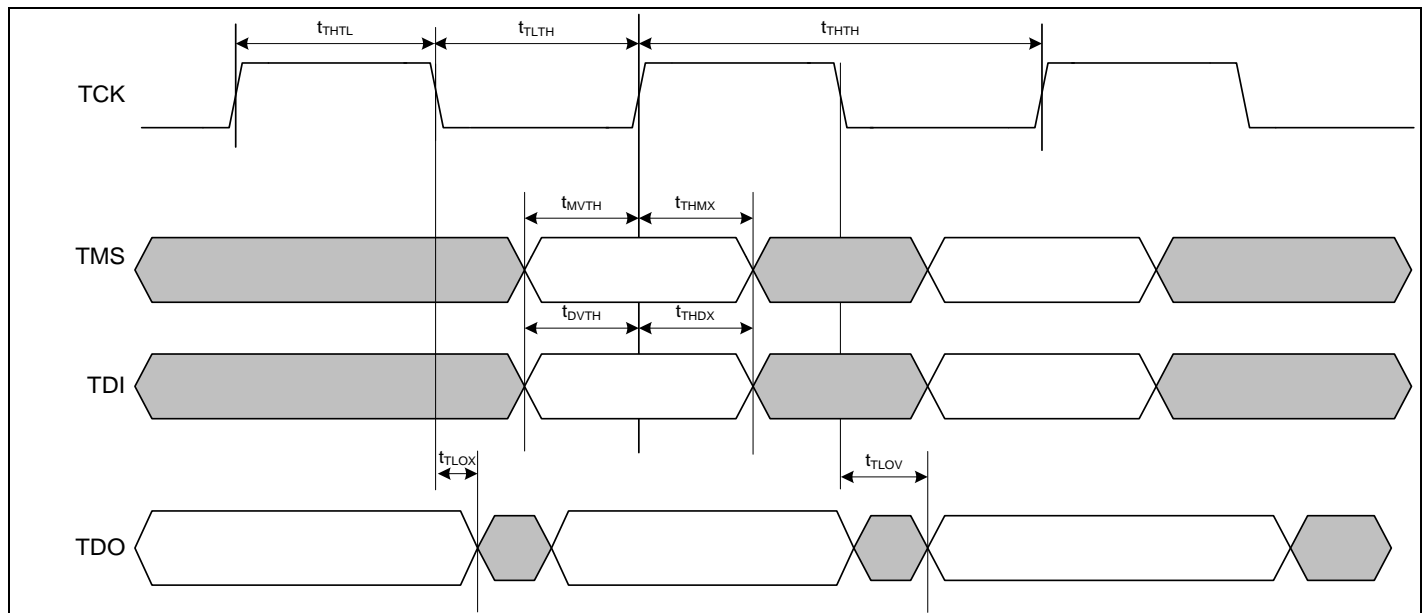 tTHTL tTLTH tTHTH
TCK
tMVTH tTHMX
TMS
tDVTH tTHDX
TDI
tTLOX tTLOV
TDO